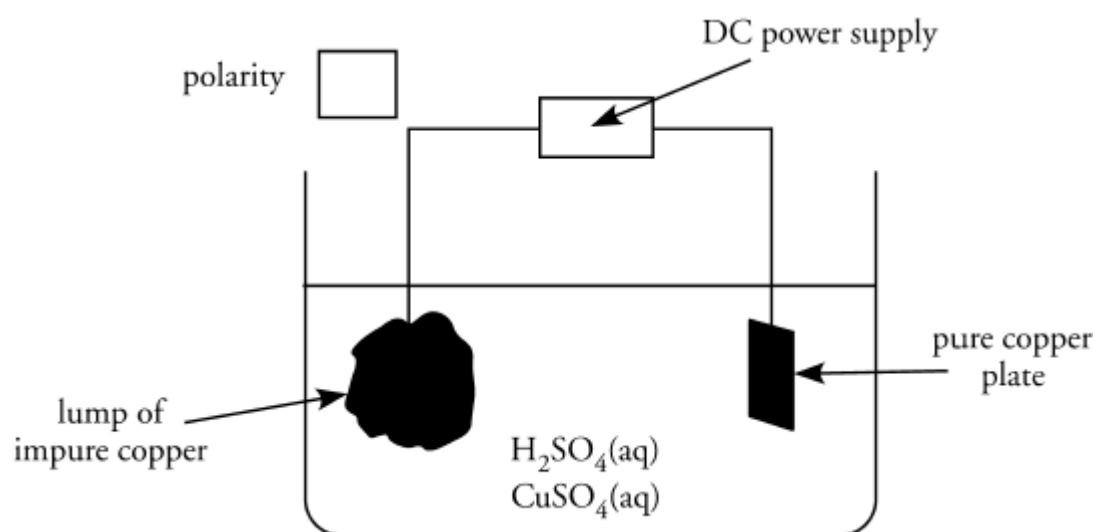 DC power supply
polarity
pure copper
plate
lump of
impure copper
H₂SO₄(aq)
CuSO₄(aq)